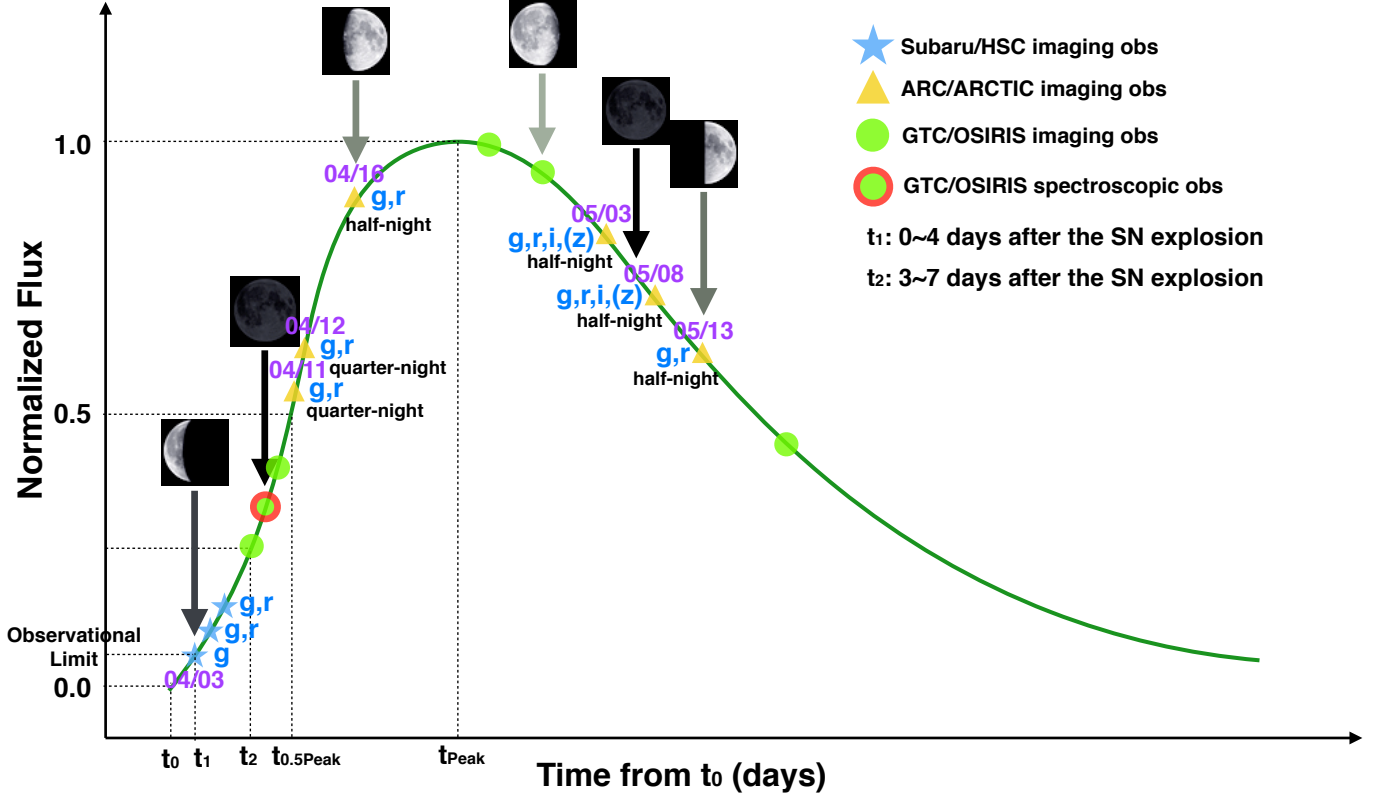 Subaru/HSC imaging obs
ARC/ARCTIC imaging obs
GTC/OSIRIS imaging obs
GTC/OSIRIS spectroscopic obs
t1: 0~4 days after the SN explosion
t2: 3~7 days after the SN explosion
Normalized Flux
1.0
0.5
Observational
Limit
0.0
04/16
g,r
half-night
05/03
g,r,i,(z)
half-night
05/08
g,r,i,(z)
half-night
05/13
g,r
half-night
04/12
g,r
quarter-night
04/11
g,r
quarter-night
g,r
g,r
g
04/03
t0 t1 t2 t0.5Peak tPeak
Time from t0 (days)